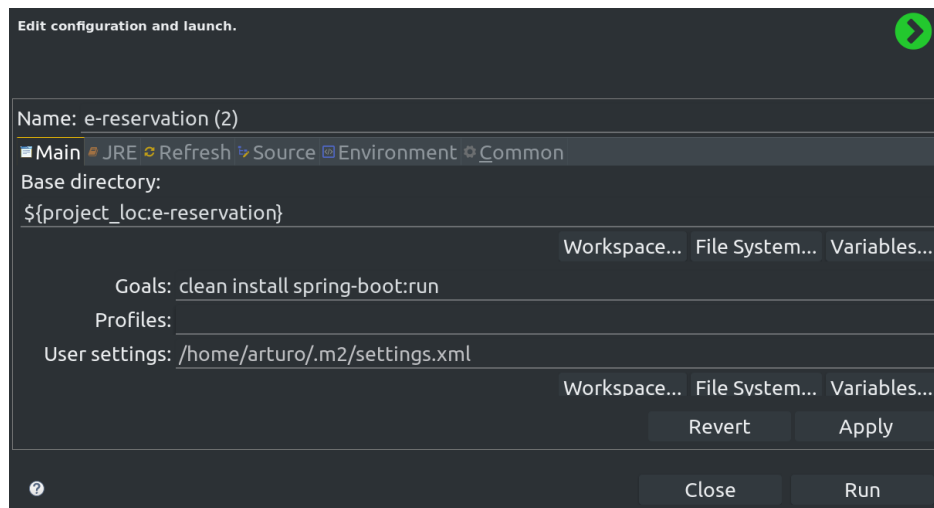 Edit configuration and launch.
Name: e-reservation (2)
Main JRE Refresh Source Environment Common
Base directory:
${project_loc:e-reservation}
Workspace... File System... Variables...
Goals: clean install spring-boot:run
Profiles:
User settings: /home/arturo/.m2/settings.xml
Workspace... File System... Variables...
Revert Apply
Close Run